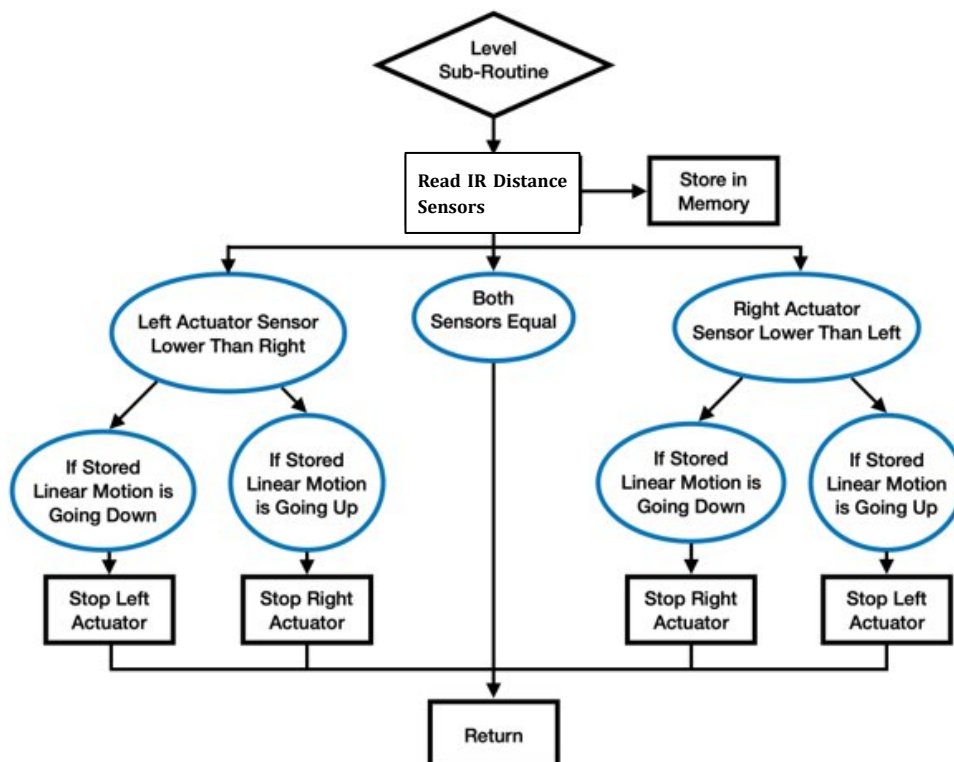 Level
Sub-Routine
Read IR Distance
Sensors
Store in
Memory
Left Actuator Sensor
Lower Than Right
Both
Sensors Equal
Right Actuator
Sensor Lower Than Left
If Stored
Linear Motion is
Going Down
If Stored
Linear Motion
is Going Up
If Stored
Linear Motion is
Going Down
If Stored
Linear Motion
is Going Up
Stop Left
Actuator
Stop Right
Actuator
Stop Right
Actuator
Stop Left
Actuator
Return